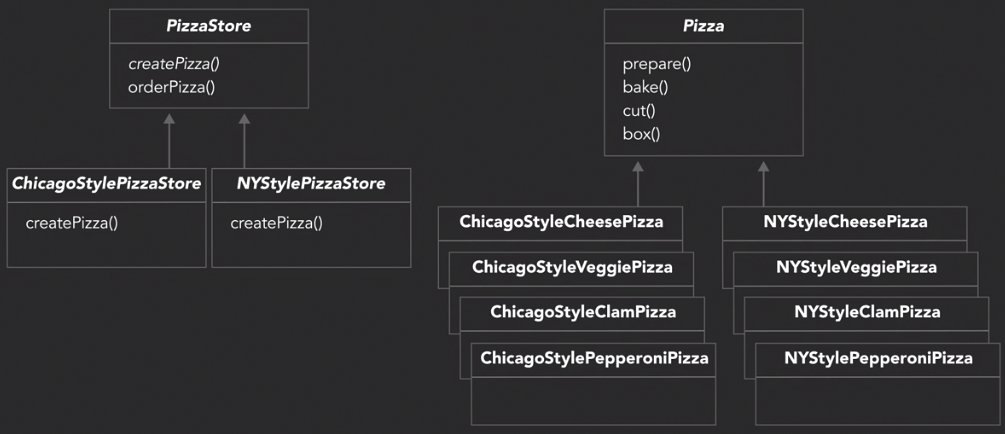 PizzaStore
createPizza()
orderPizza()
ChicagoStylePizzaStore
createPizza()
NYStylePizzaStore
createPizza()
Pizza
prepare()
bake()
cut()
box()
ChicagoStyleCheesePizza
ChicagoStyleVeggiePizza
ChicagoStyleClamPizza
ChicagoStylePepperoniPizza
NYStyleCheesePizza
NYStyleVeggiePizza
NYStyleClamPizza
NYStylePepperoniPizza